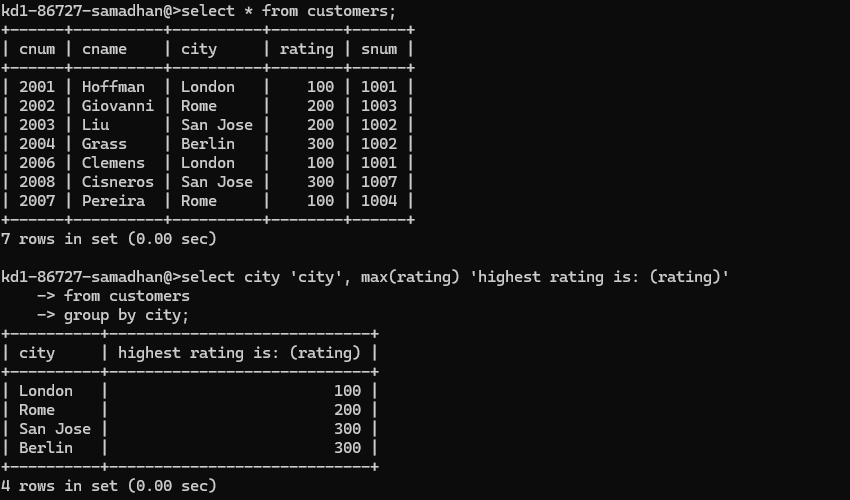 kd1-86727-samadhan@>select * from customers;
+------+----------+----------+--------+------+
| cnum | cname    | city     | rating | snum |
+------+----------+----------+--------+------+
| 2001 | Hoffman  | London   |    100 | 1001 |
| 2002 | Giovanni | Rome     |    200 | 1003 |
| 2003 | Liu      | San Jose |    200 | 1002 |
| 2004 | Grass    | Berlin   |    300 | 1002 |
| 2006 | Clemens  | London   |    100 | 1001 |
| 2008 | Cisneros | San Jose |    300 | 1007 |
| 2007 | Pereira  | Rome     |    100 | 1004 |
+------+----------+----------+--------+------+
7 rows in set (0.00 sec)

kd1-86727-samadhan@>select city 'city', max(rating) 'highest rating is: (rating)'
    -> from customers
    -> group by city;
+----------+-----------------------------+
| city     | highest rating is: (rating) |
+----------+-----------------------------+
| London   |                         100 |
| Rome     |                         200 |
| San Jose |                         300 |
| Berlin   |                         300 |
+----------+-----------------------------+
4 rows in set (0.00 sec)